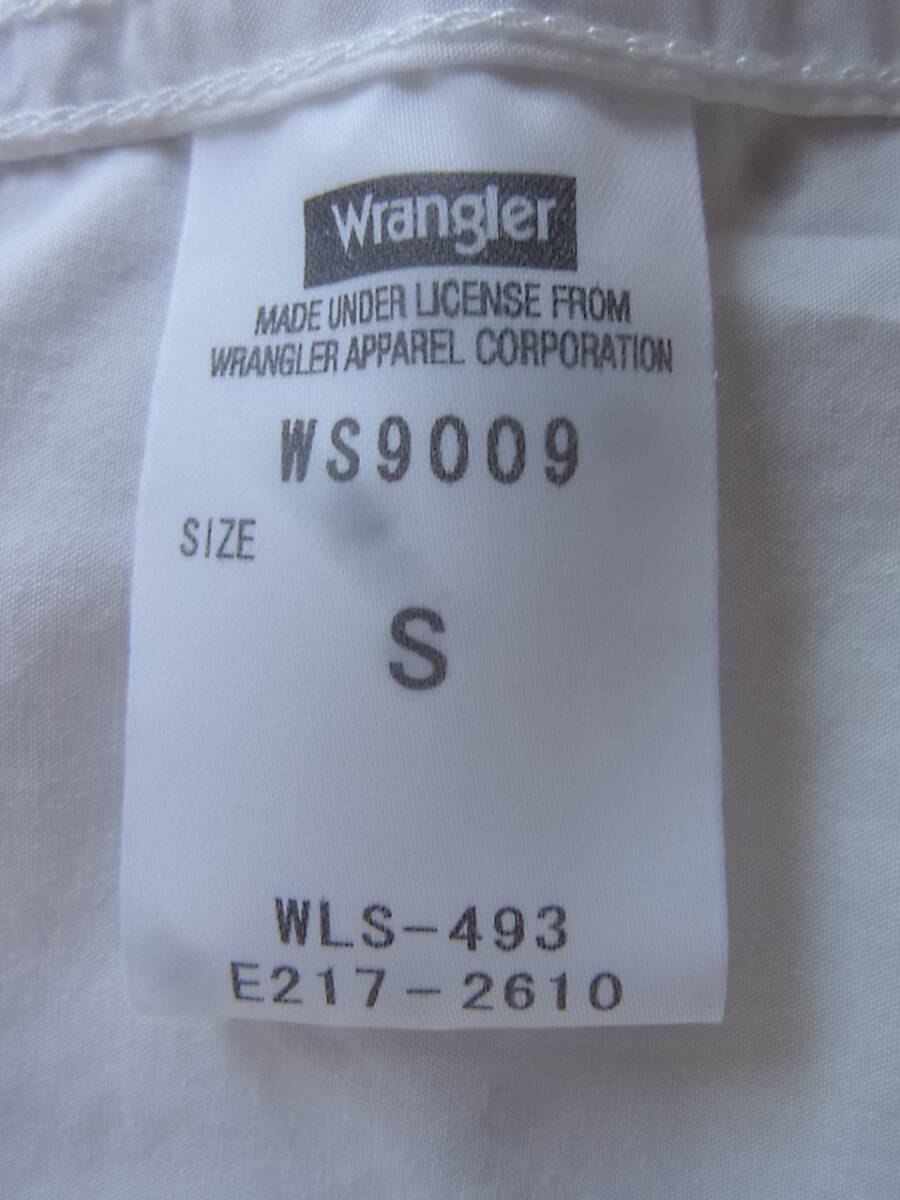 Wrangler
MADE UNDER LICENSE FROM
WRANGLER APPAREL CORPORATION
WS9009
SIZE
S
WLS-493
E217-2610